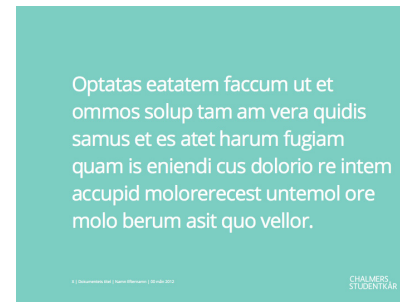 Optatas eatatem faccum ut et
ommos solup tam am vera quidis
samus et es atet harum fugiam
quam is eniendi cus dolorio re intem
accupid molorerecest untemol ore
molo berum asit quo vellor.
CHALMERS
STUDENTKÅR